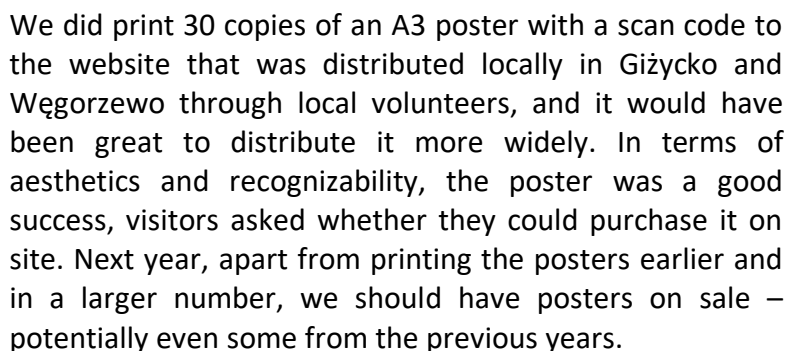 We did print 30 copies of an A3 poster with a scan code to
the website that was distributed locally in Giżycko and
Węgorzewo through local volunteers, and it would have
been great to distribute it more widely. In terms of
aesthetics and recognizability, the poster was a good
success, visitors asked whether they could purchase it on
site. Next year, apart from printing the posters earlier and
in a larger number, we should have posters on sale –
potentially even some from the previous years.